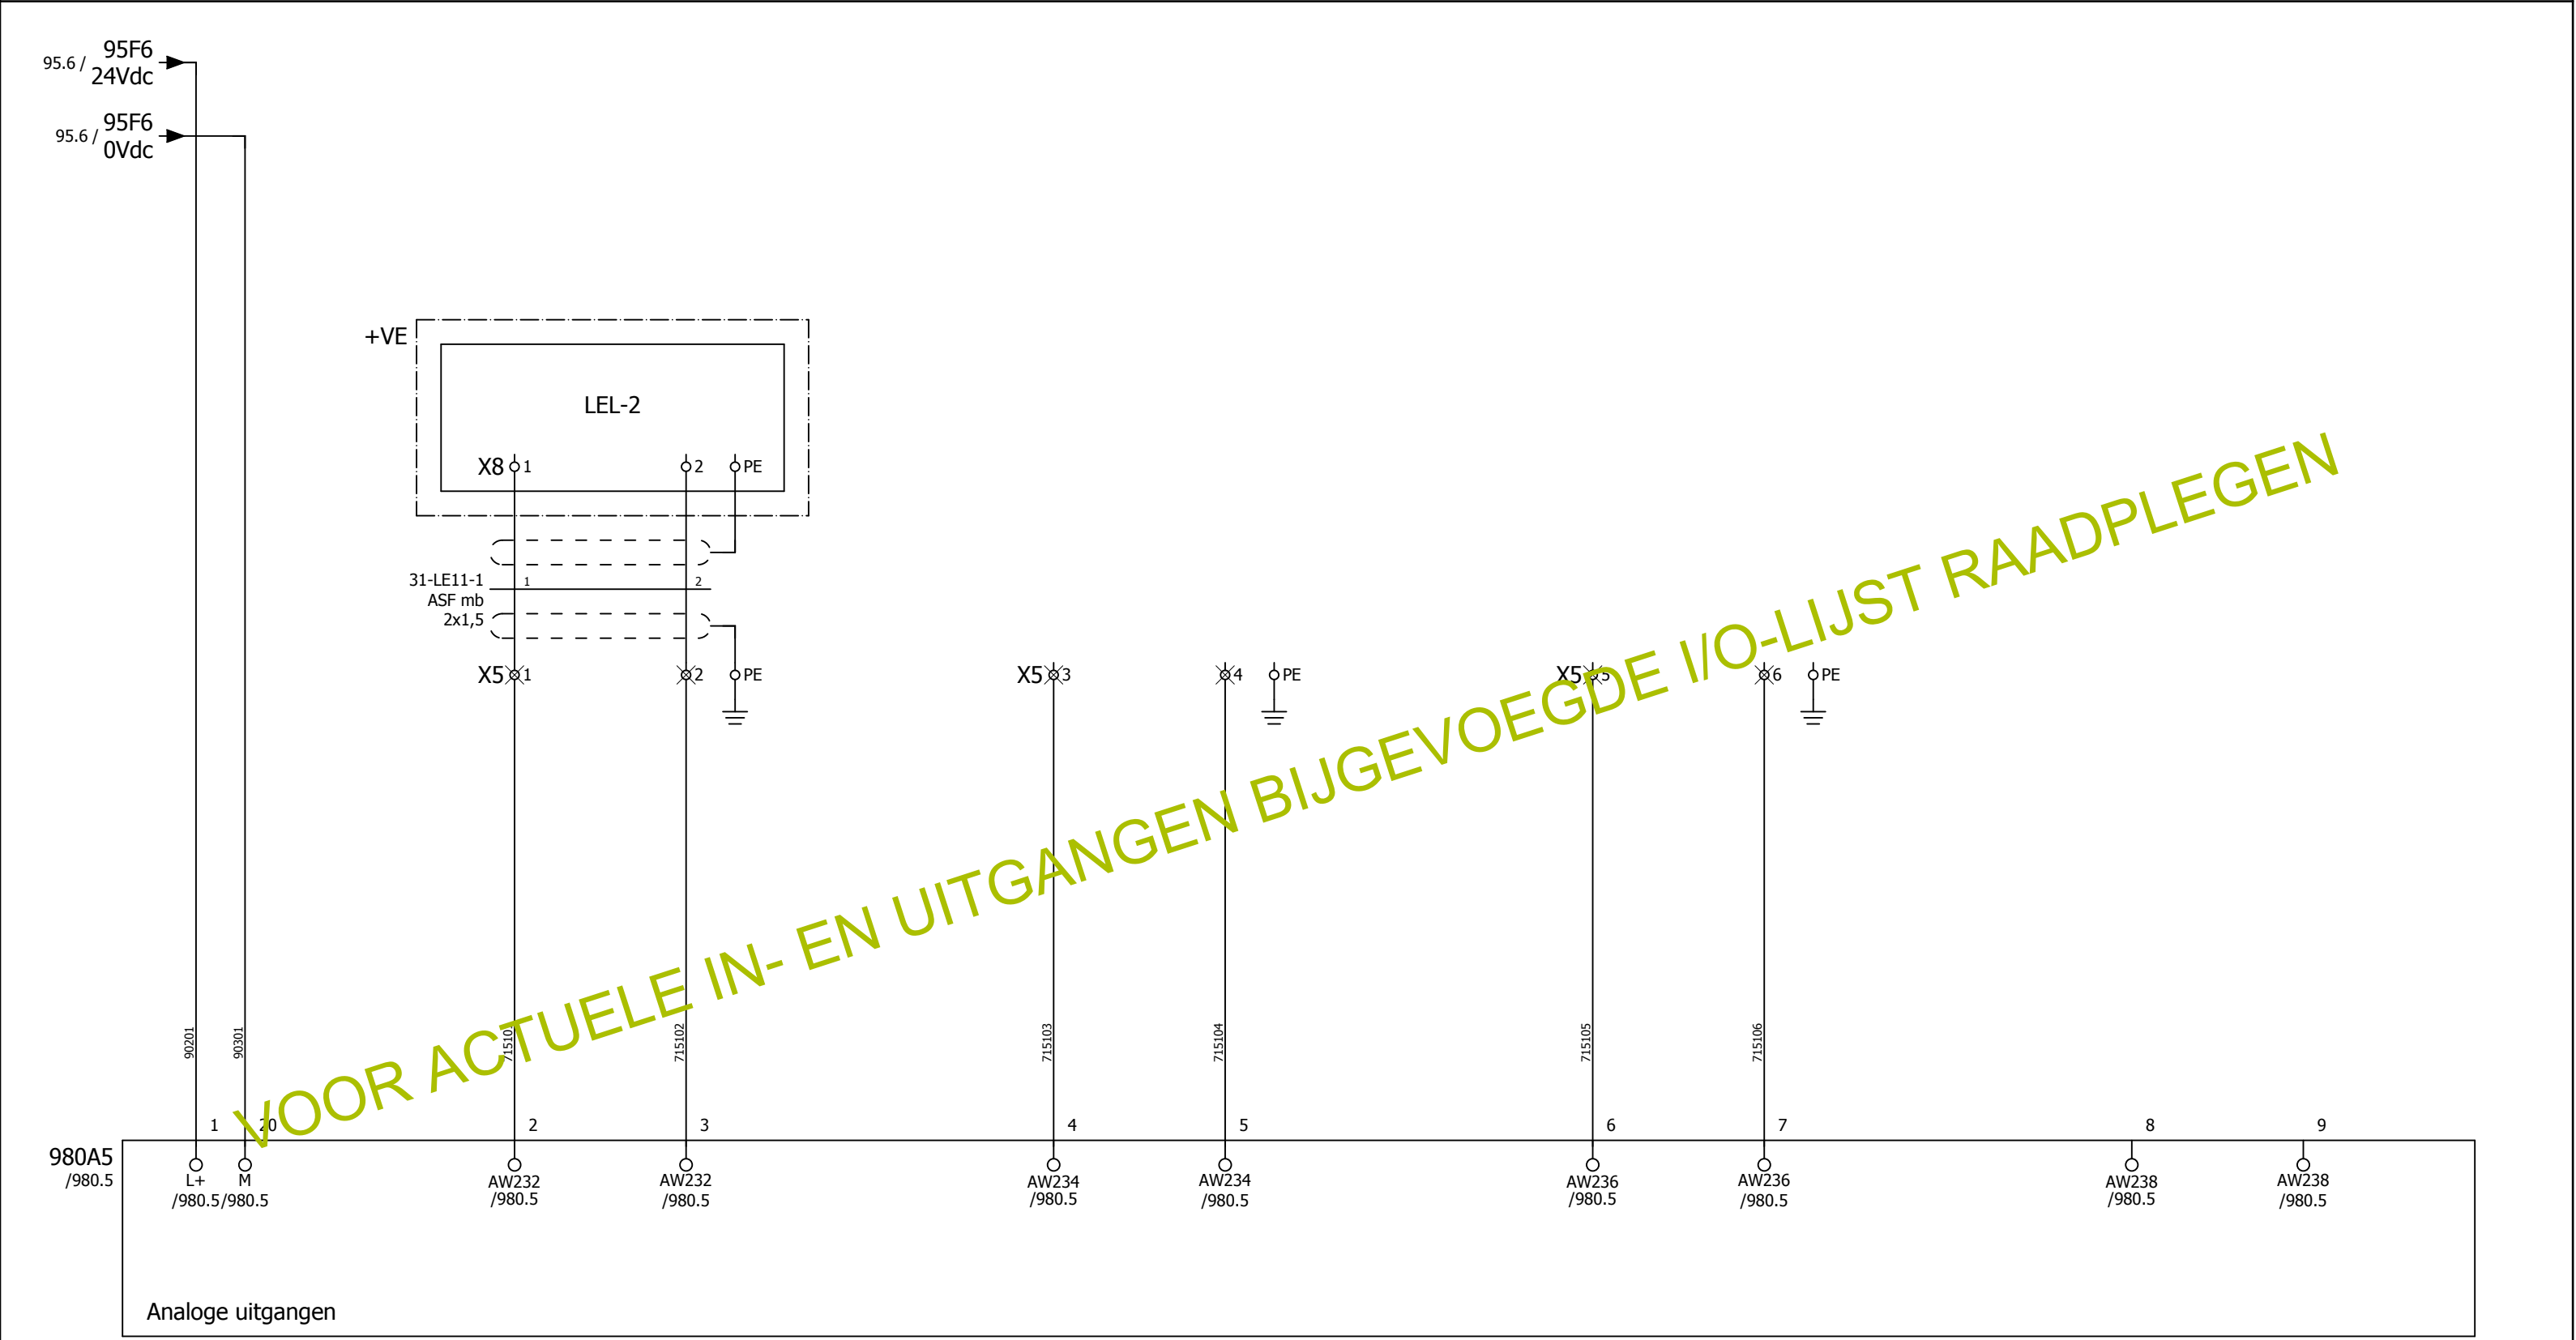 95F6
95.6 /
24Vdc
95F6
95.6 /
0Vdc
+VE
LEL-2
X8 1 2 PE
31-LE11-1 1 2
ASF mb
2x1,5
X5 1 2 PE
X5 3 4 PE
X5 5 6 PE
VOOR ACTUELE IN- EN UITGANGEN BIJGEVOEGDE I/O-LIJST RAADPLEGEN
90201 90301 715101 715102 715103 715104 715105 715106
1 20 2 3 4 5 6 7 8 9
980A5
/980.5
L+ M AW232 AW232 AW234 AW234 AW236 AW236 AW238 AW238
/980.5 /980.5 /980.5 /980.5 /980.5 /980.5 /980.5 /980.5 /980.5 /980.5
Analoge uitgangen